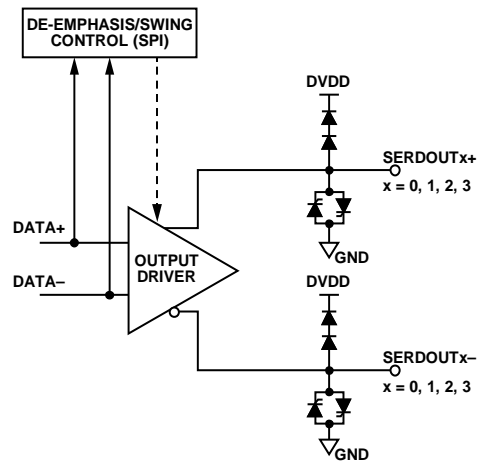 DE-EMPHASIS/SWING
CONTROL (SPI)
DVDD
SERDOUTx+
x = 0, 1, 2, 3
GND
DATA+
OUTPUT
DRIVER
DATA–
DVDD
SERDOUTx–
x = 0, 1, 2, 3
GND